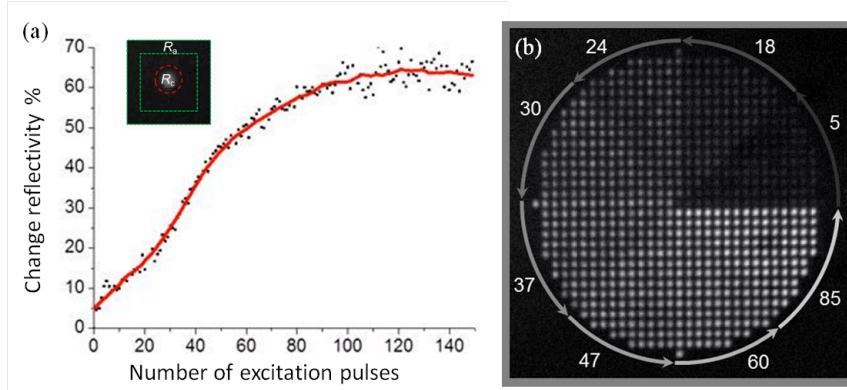 (a)
Change reflectivity %
70
60
50
40
30
20
10
0
Rₐ
R꜀
0 20 40 60 80 100 120 140
Number of excitation pulses
(b)
24
18
30
5
37
85
47
60